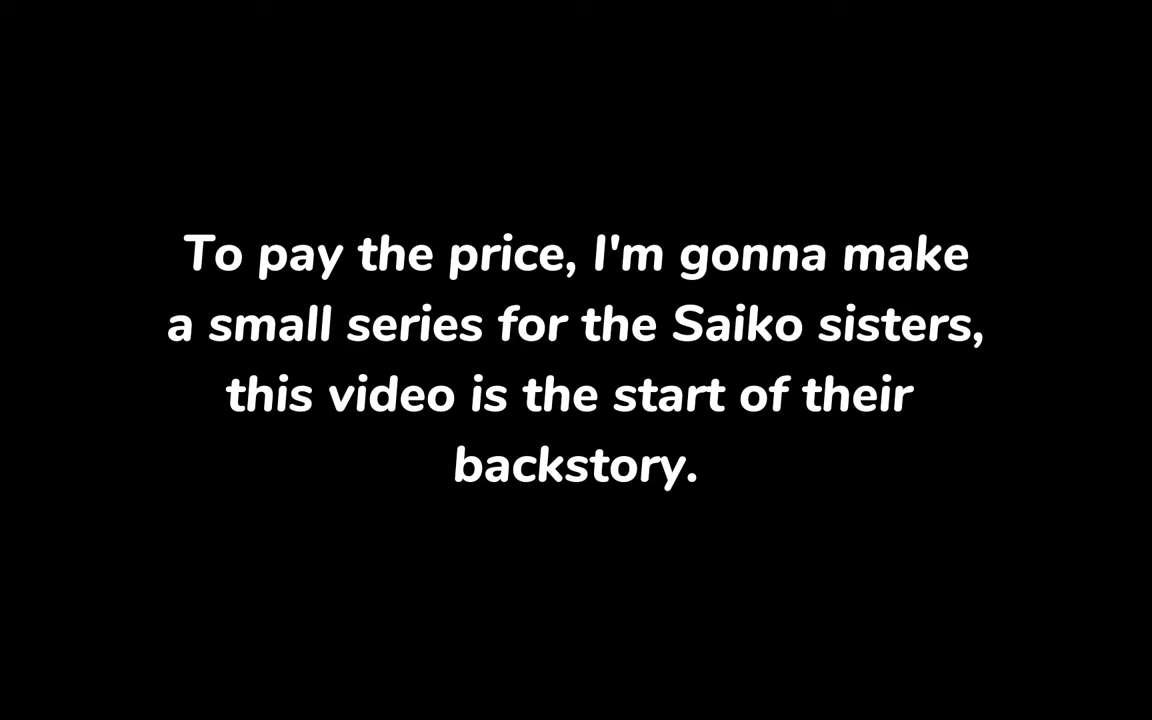 To pay the price, I'm gonna make
a small series for the Saiko sisters,
this video is the start of their
backstory.